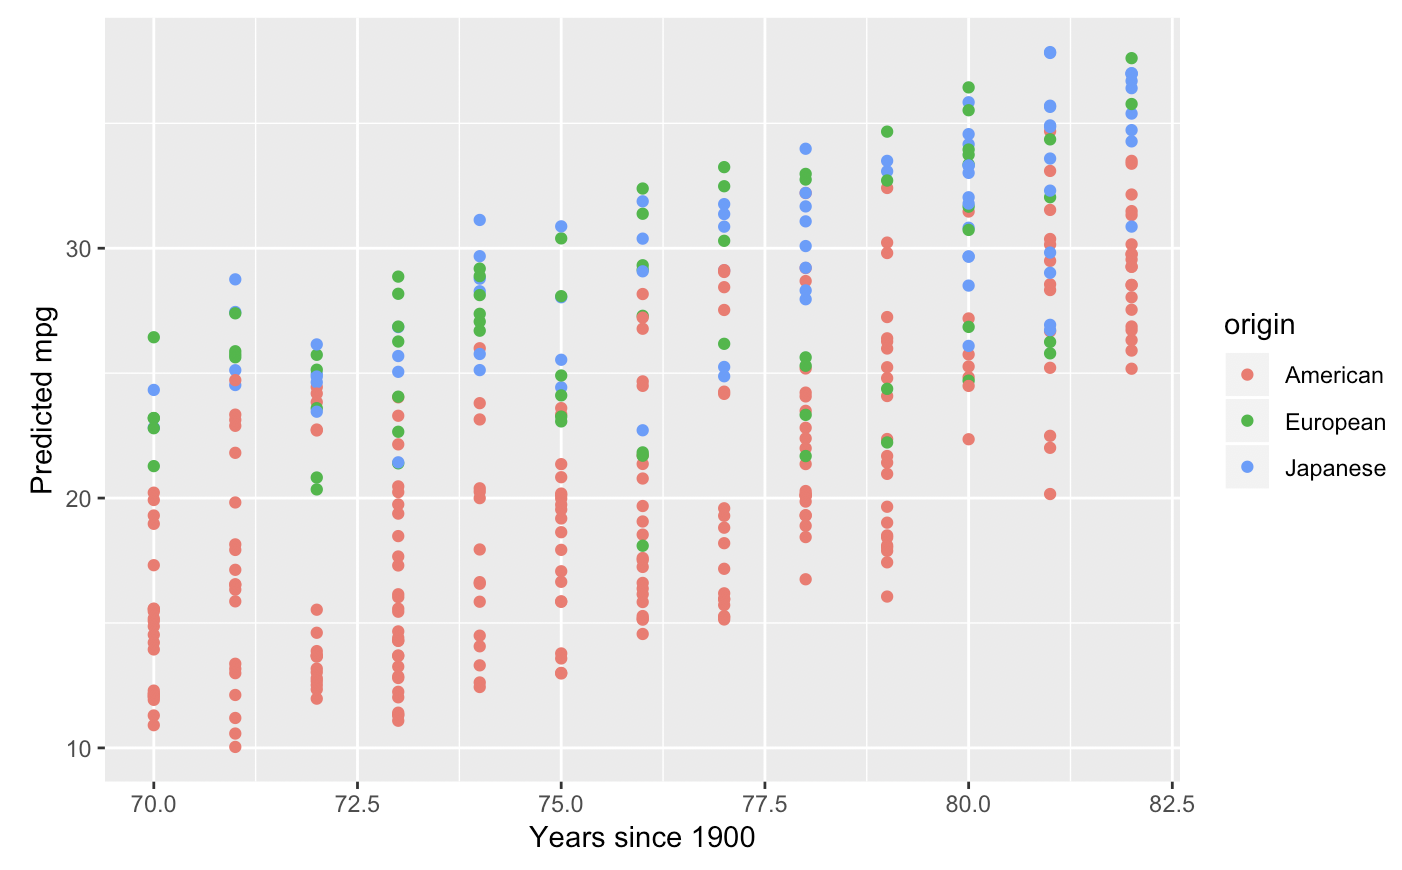 30
20
10
Predicted mpg
70.0 72.5 75.0 77.5 80.0 82.5
Years since 1900
origin
American
European
Japanese